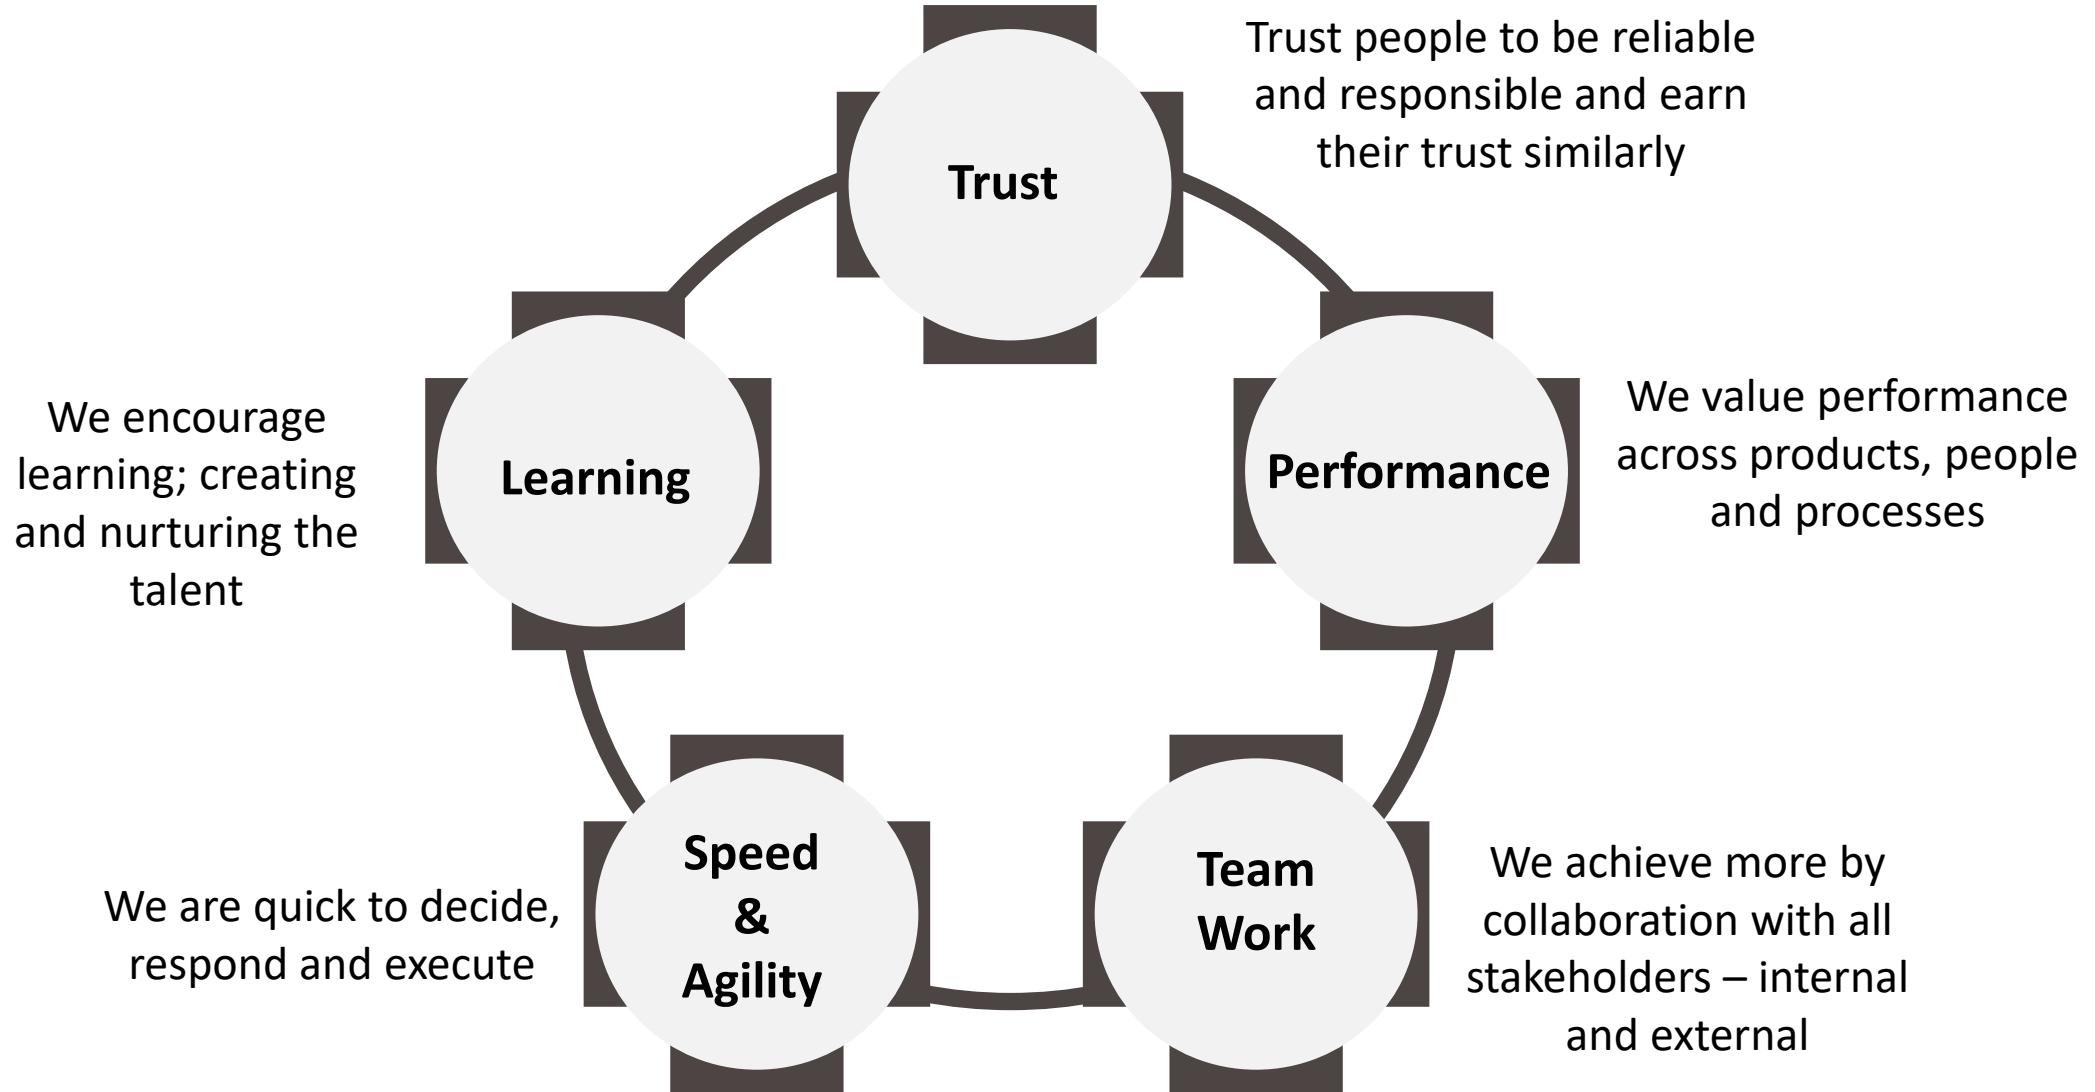 Trust
Trust people to be reliable
and responsible and earn
their trust similarly
Performance
We value performance
across products, people
and processes
Team
Work
We achieve more by
collaboration with all
stakeholders – internal
and external
Speed
&
Agility
We are quick to decide,
respond and execute
Learning
We encourage
learning; creating
and nurturing the
talent